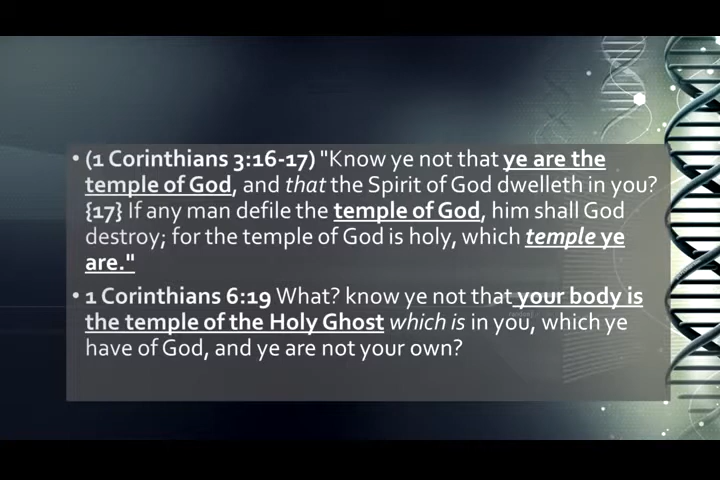 • (1 Corinthians 3:16-17) "Know ye not that ye are the
temple of God, and that the Spirit of God dwelleth in you?
{17} If any man defile the temple of God, him shall God
destroy; for the temple of God is holy, which temple ye
are."
• 1 Corinthians 6:19 What? know ye not that your body is
the temple of the Holy Ghost which is in you, which ye
have of God, and ye are not your own?